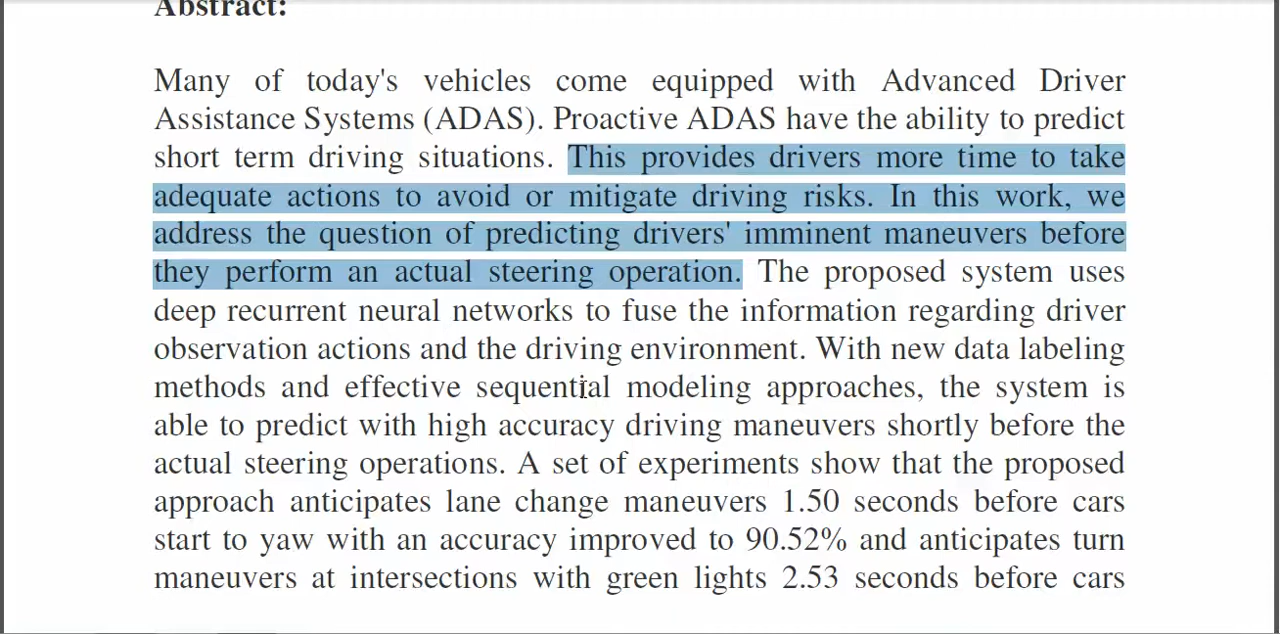 Abstract:
Many of today's vehicles come equipped with Advanced Driver
Assistance Systems (ADAS). Proactive ADAS have the ability to predict
short term driving situations. This provides drivers more time to take
adequate actions to avoid or mitigate driving risks. In this work, we
address the question of predicting drivers' imminent maneuvers before
they perform an actual steering operation. The proposed system uses
deep recurrent neural networks to fuse the information regarding driver
observation actions and the driving environment. With new data labeling
methods and effective sequential modeling approaches, the system is
able to predict with high accuracy driving maneuvers shortly before the
actual steering operations. A set of experiments show that the proposed
approach anticipates lane change maneuvers 1.50 seconds before cars
start to yaw with an accuracy improved to 90.52% and anticipates turn
maneuvers at intersections with green lights 2.53 seconds before cars